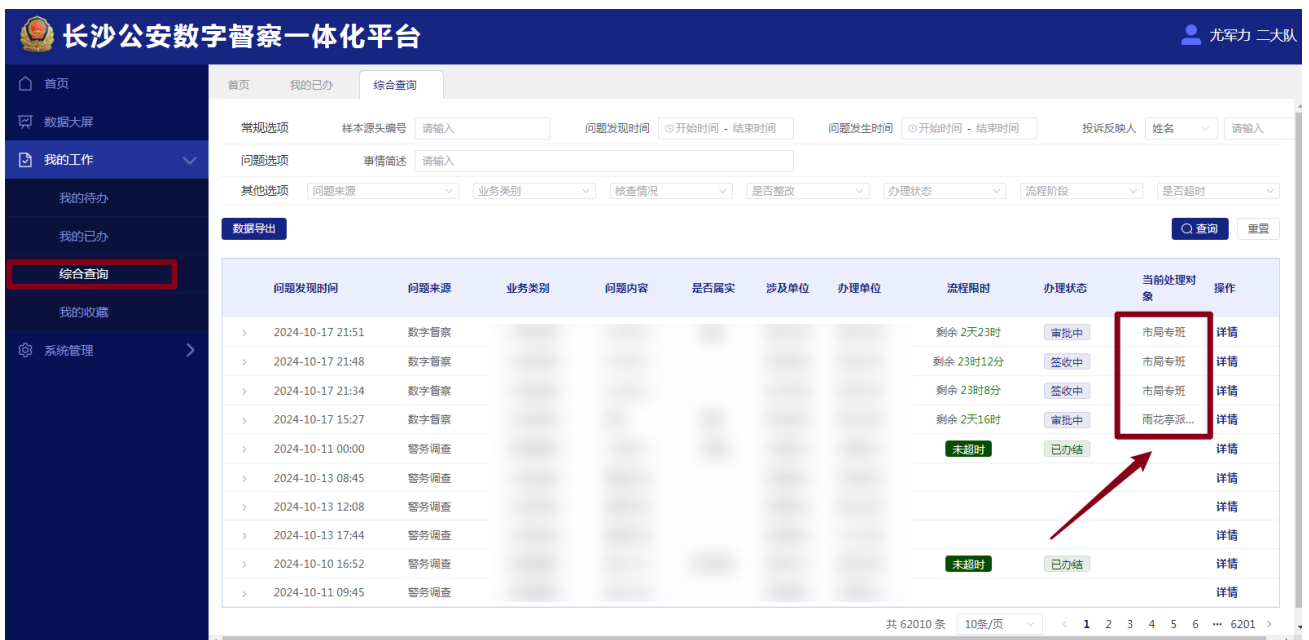 长沙公安数字督察一体化平台
尤军力 二大队
首页
数据大屏
我的工作
我的待办
我的已办
综合查询
我的收藏
系统管理
首页 我的已办 综合查询
常规选项 样本源头编号 请输入 问题发现时间 开始时间 - 结束时间 问题发生时间 开始时间 - 结束时间 投诉反映人 姓名 请输入
问题选项 事情简述 请输入
其他选项 问题来源 业务类别 核查情况 是否整改 办理状态 流程阶段 是否超时
数据导出 查询 重置
问题发现时间 问题来源 业务类别 问题内容 是否属实 涉及单位 办理单位 流程限时 办理状态 当前处理对象 操作
2024-10-17 21:51 数字督察 剩余 2天23时 审批中 市局专班 详情
2024-10-17 21:48 数字督察 剩余 23时12分 签收中 市局专班 详情
2024-10-17 21:34 数字督察 剩余 23时8分 签收中 市局专班 详情
2024-10-17 15:27 数字督察 剩余 2天16时 审批中 雨花亭派... 详情
2024-10-11 00:00 警务调查 未超时 已办结 详情
2024-10-13 08:45 警务调查 详情
2024-10-13 12:08 警务调查 详情
2024-10-13 17:44 警务调查 详情
2024-10-10 16:52 警务调查 未超时 已办结 详情
2024-10-11 09:45 警务调查 详情
共 62010 条 10条/页 1 2 3 4 5 6 ... 6201